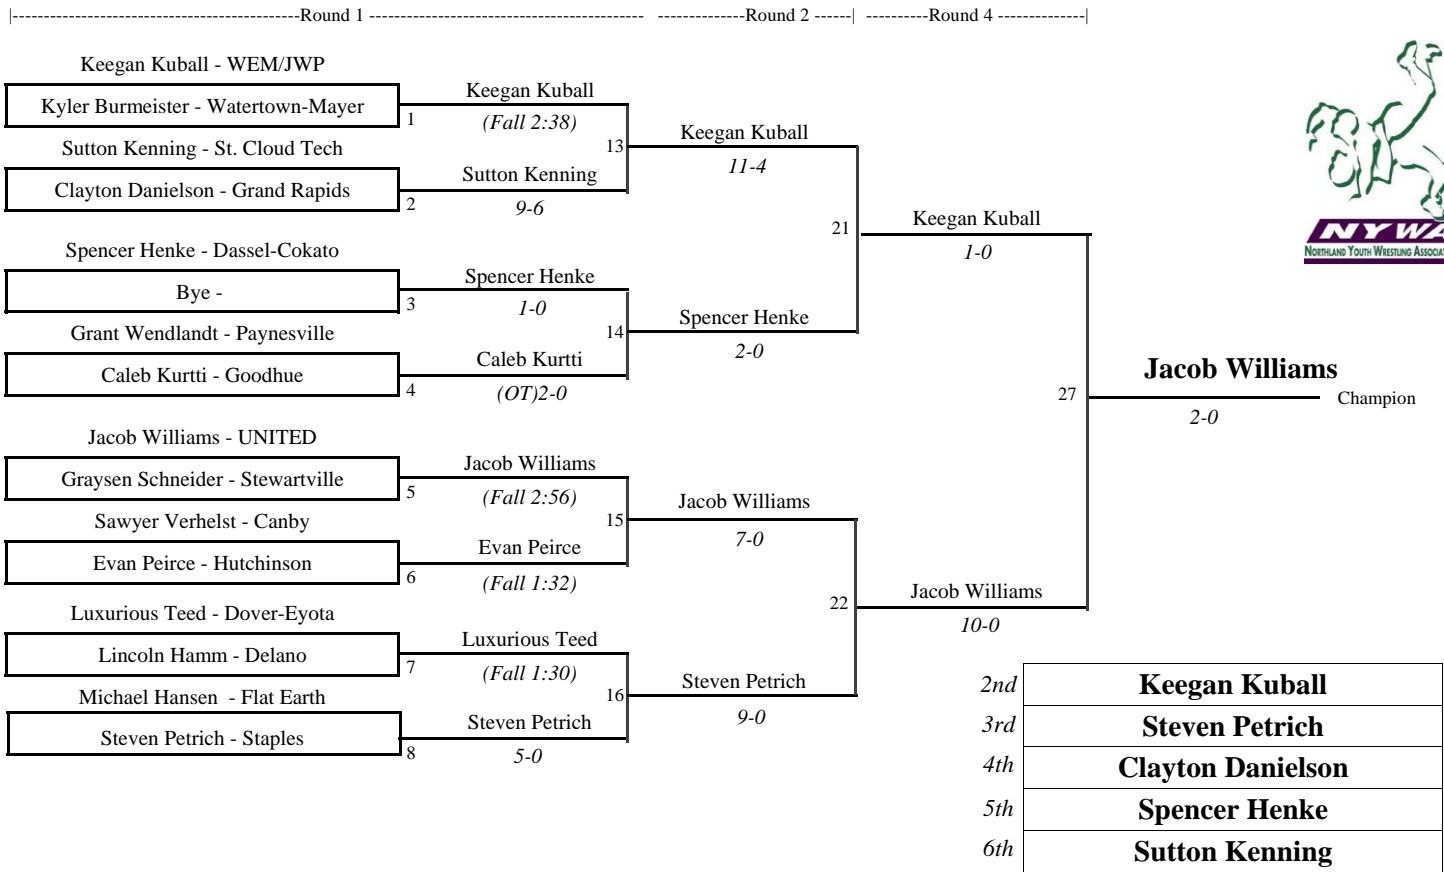 |----------------------------------------------Round 1 -------------------------------------------- --------------Round 2 ------| ----------Round 4 --------------|
Keegan Kuball - WEM/JWP
Kyler Burmeister - Watertown-Mayer
1
Keegan Kuball
(Fall 2:38)
Sutton Kenning - St. Cloud Tech
Clayton Danielson - Grand Rapids
2
Sutton Kenning
9-6
13
Keegan Kuball
11-4
Spencer Henke - Dassel-Cokato
Bye -
3
Spencer Henke
1-0
Grant Wendlandt - Paynesville
Caleb Kurtti - Goodhue
4
Caleb Kurtti
(OT)2-0
14
Spencer Henke
2-0
21
Keegan Kuball
1-0
Jacob Williams - UNITED
Graysen Schneider - Stewartville
5
Jacob Williams
(Fall 2:56)
Sawyer Verhelst - Canby
Evan Peirce - Hutchinson
6
Evan Peirce
(Fall 1:32)
15
Jacob Williams
7-0
Luxurious Teed - Dover-Eyota
Lincoln Hamm - Delano
7
Luxurious Teed
(Fall 1:30)
Michael Hansen - Flat Earth
Steven Petrich - Staples
8
Steven Petrich
5-0
16
Steven Petrich
9-0
22
Jacob Williams
10-0
27
Jacob Williams
Champion
2-0
NYWA
NORTHLAND YOUTH WRESTLING
2nd Keegan Kuball
3rd Steven Petrich
4th Clayton Danielson
5th Spencer Henke
6th Sutton Kenning